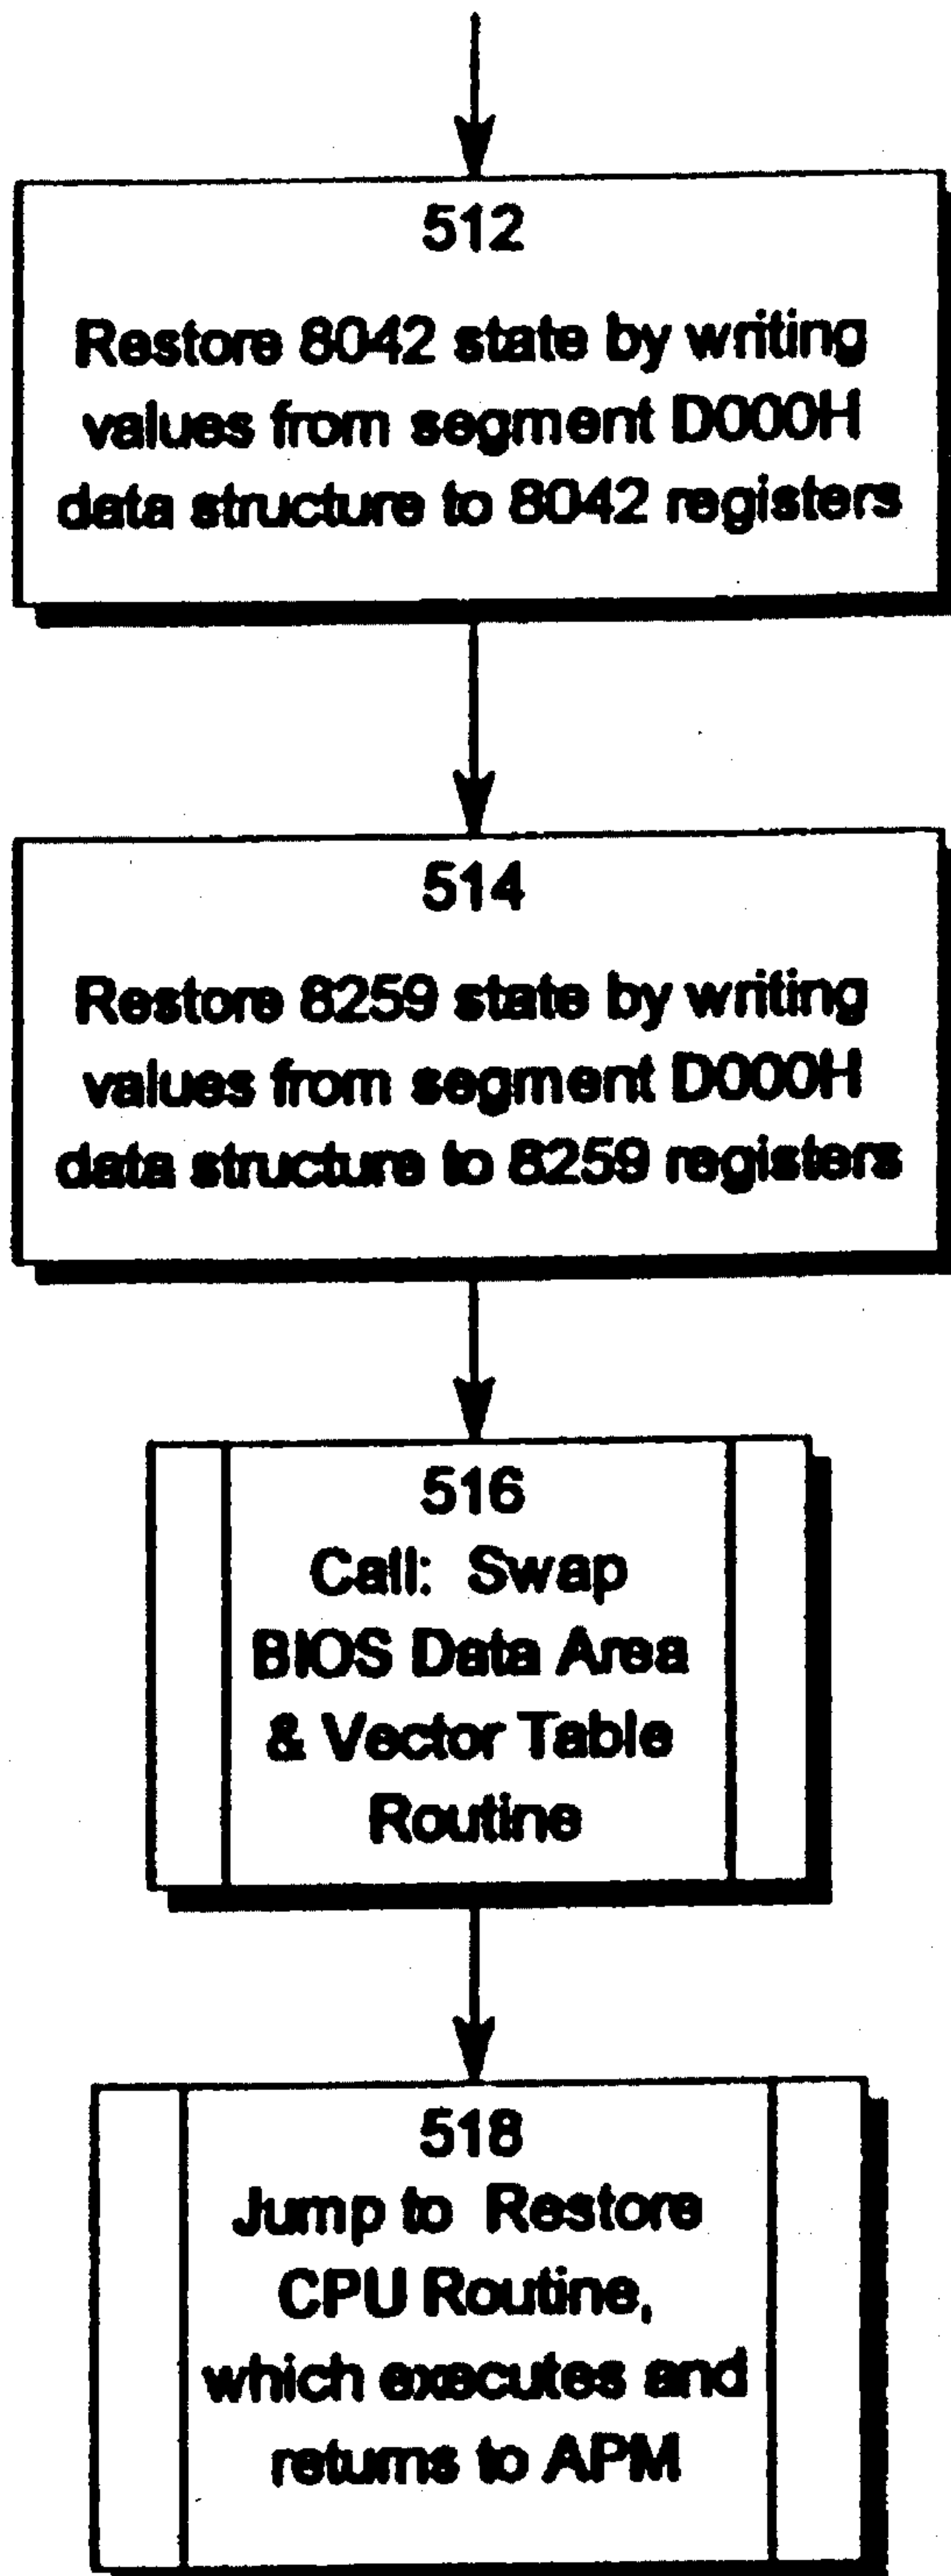 512
Restore 8042 state by writing
values from segment D000H
data structure to 8042 registers
514
Restore 8259 state by writing
values from segment D000H
data structure to 8259 registers
516
Call: Swap
BIOS Data Area
& Vector Table
Routine
518
Jump to Restore
CPU Routine,
which executes and
returns to APM